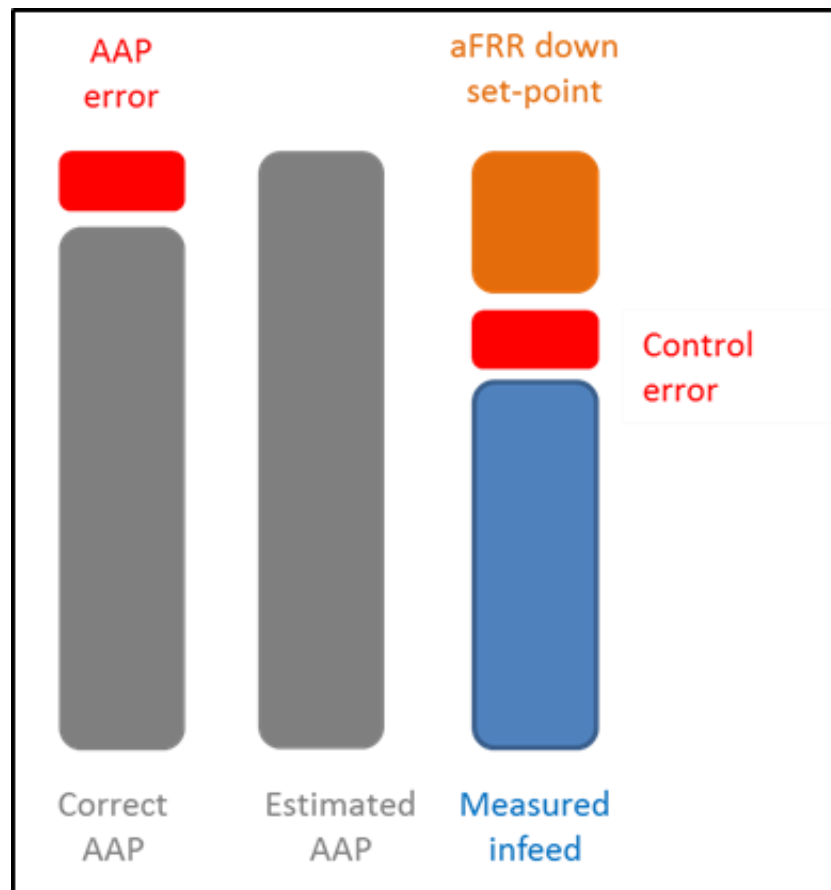 AAP
error
aFRR down
set-point
Control
error
Correct
AAP
Estimated
AAP
Measured
infeed